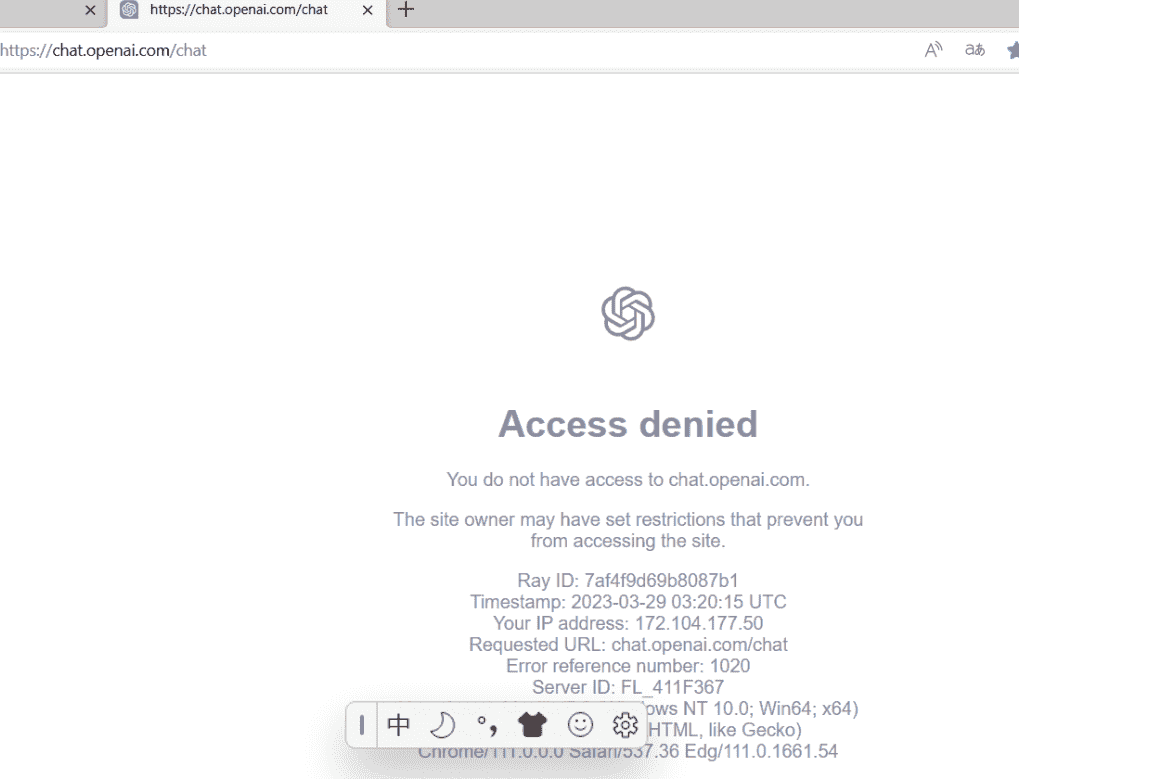 https://chat.openai.com/chat
https://chat.openai.com/chat
Access denied
You do not have access to chat.openai.com.
The site owner may have set restrictions that prevent you
from accessing the site.
Ray ID: 7af4f9d69b8087b1
Timestamp: 2023-03-29 03:20:15 UTC
Your IP address: 172.104.177.50
Requested URL: chat.openai.com/chat
Error reference number: 1020
Server ID: FL_411F367
NT 10.0; Win64; x64)
中
like Gecko)
Chrome/111.0.0.0 Safari/537.36 Edg/111.0.1661.54